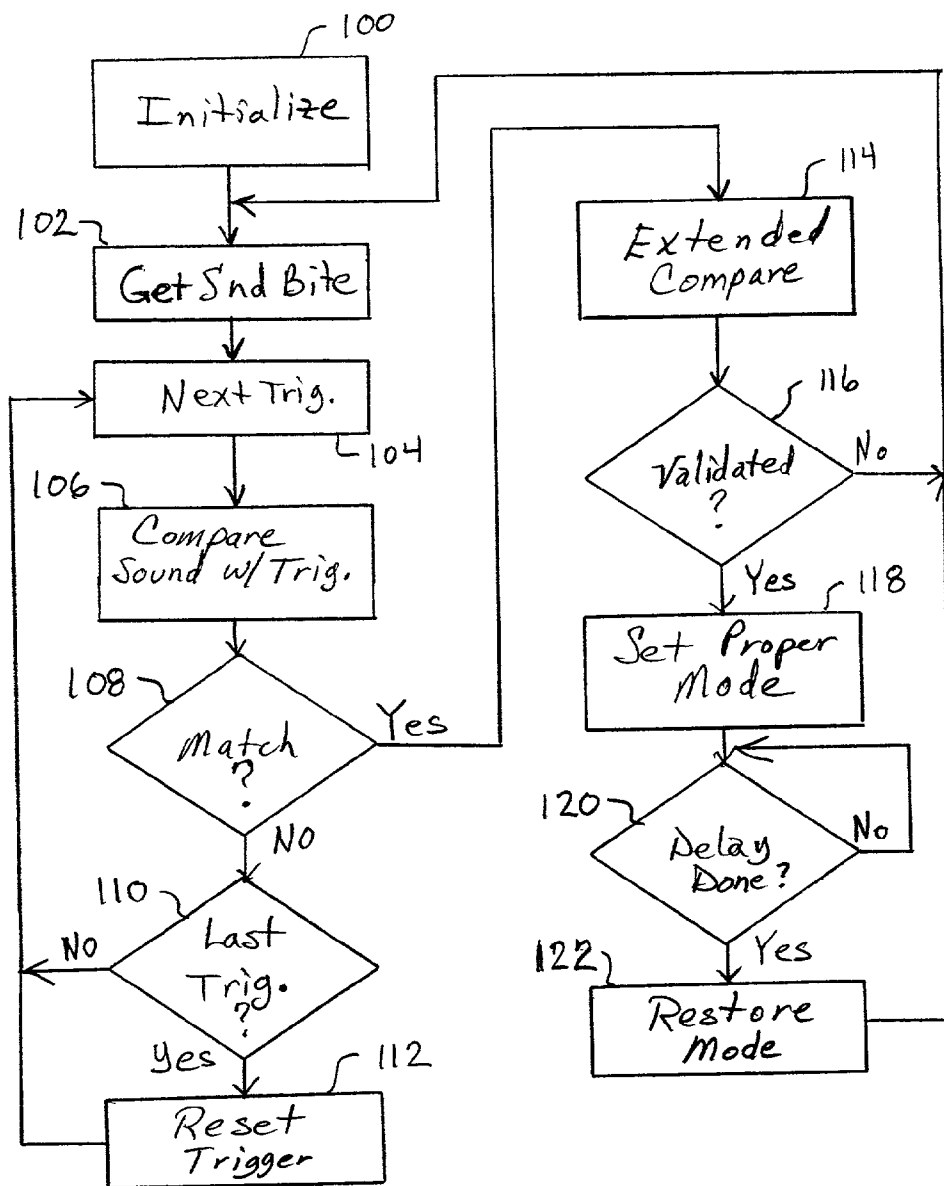 100
Initialize
102
Get Snd Bite
Next Trig.
104
106
Compare
Sound w/ Trig.
108
Match
?
Yes
No
110
Last
Trig.
?
No
Yes
112
Reset
Trigger
114
Extended
Compare
116
Validated
?
No
Yes
118
Set Proper
Mode
120
Delay
Done?
No
Yes
122
Restore
Mode